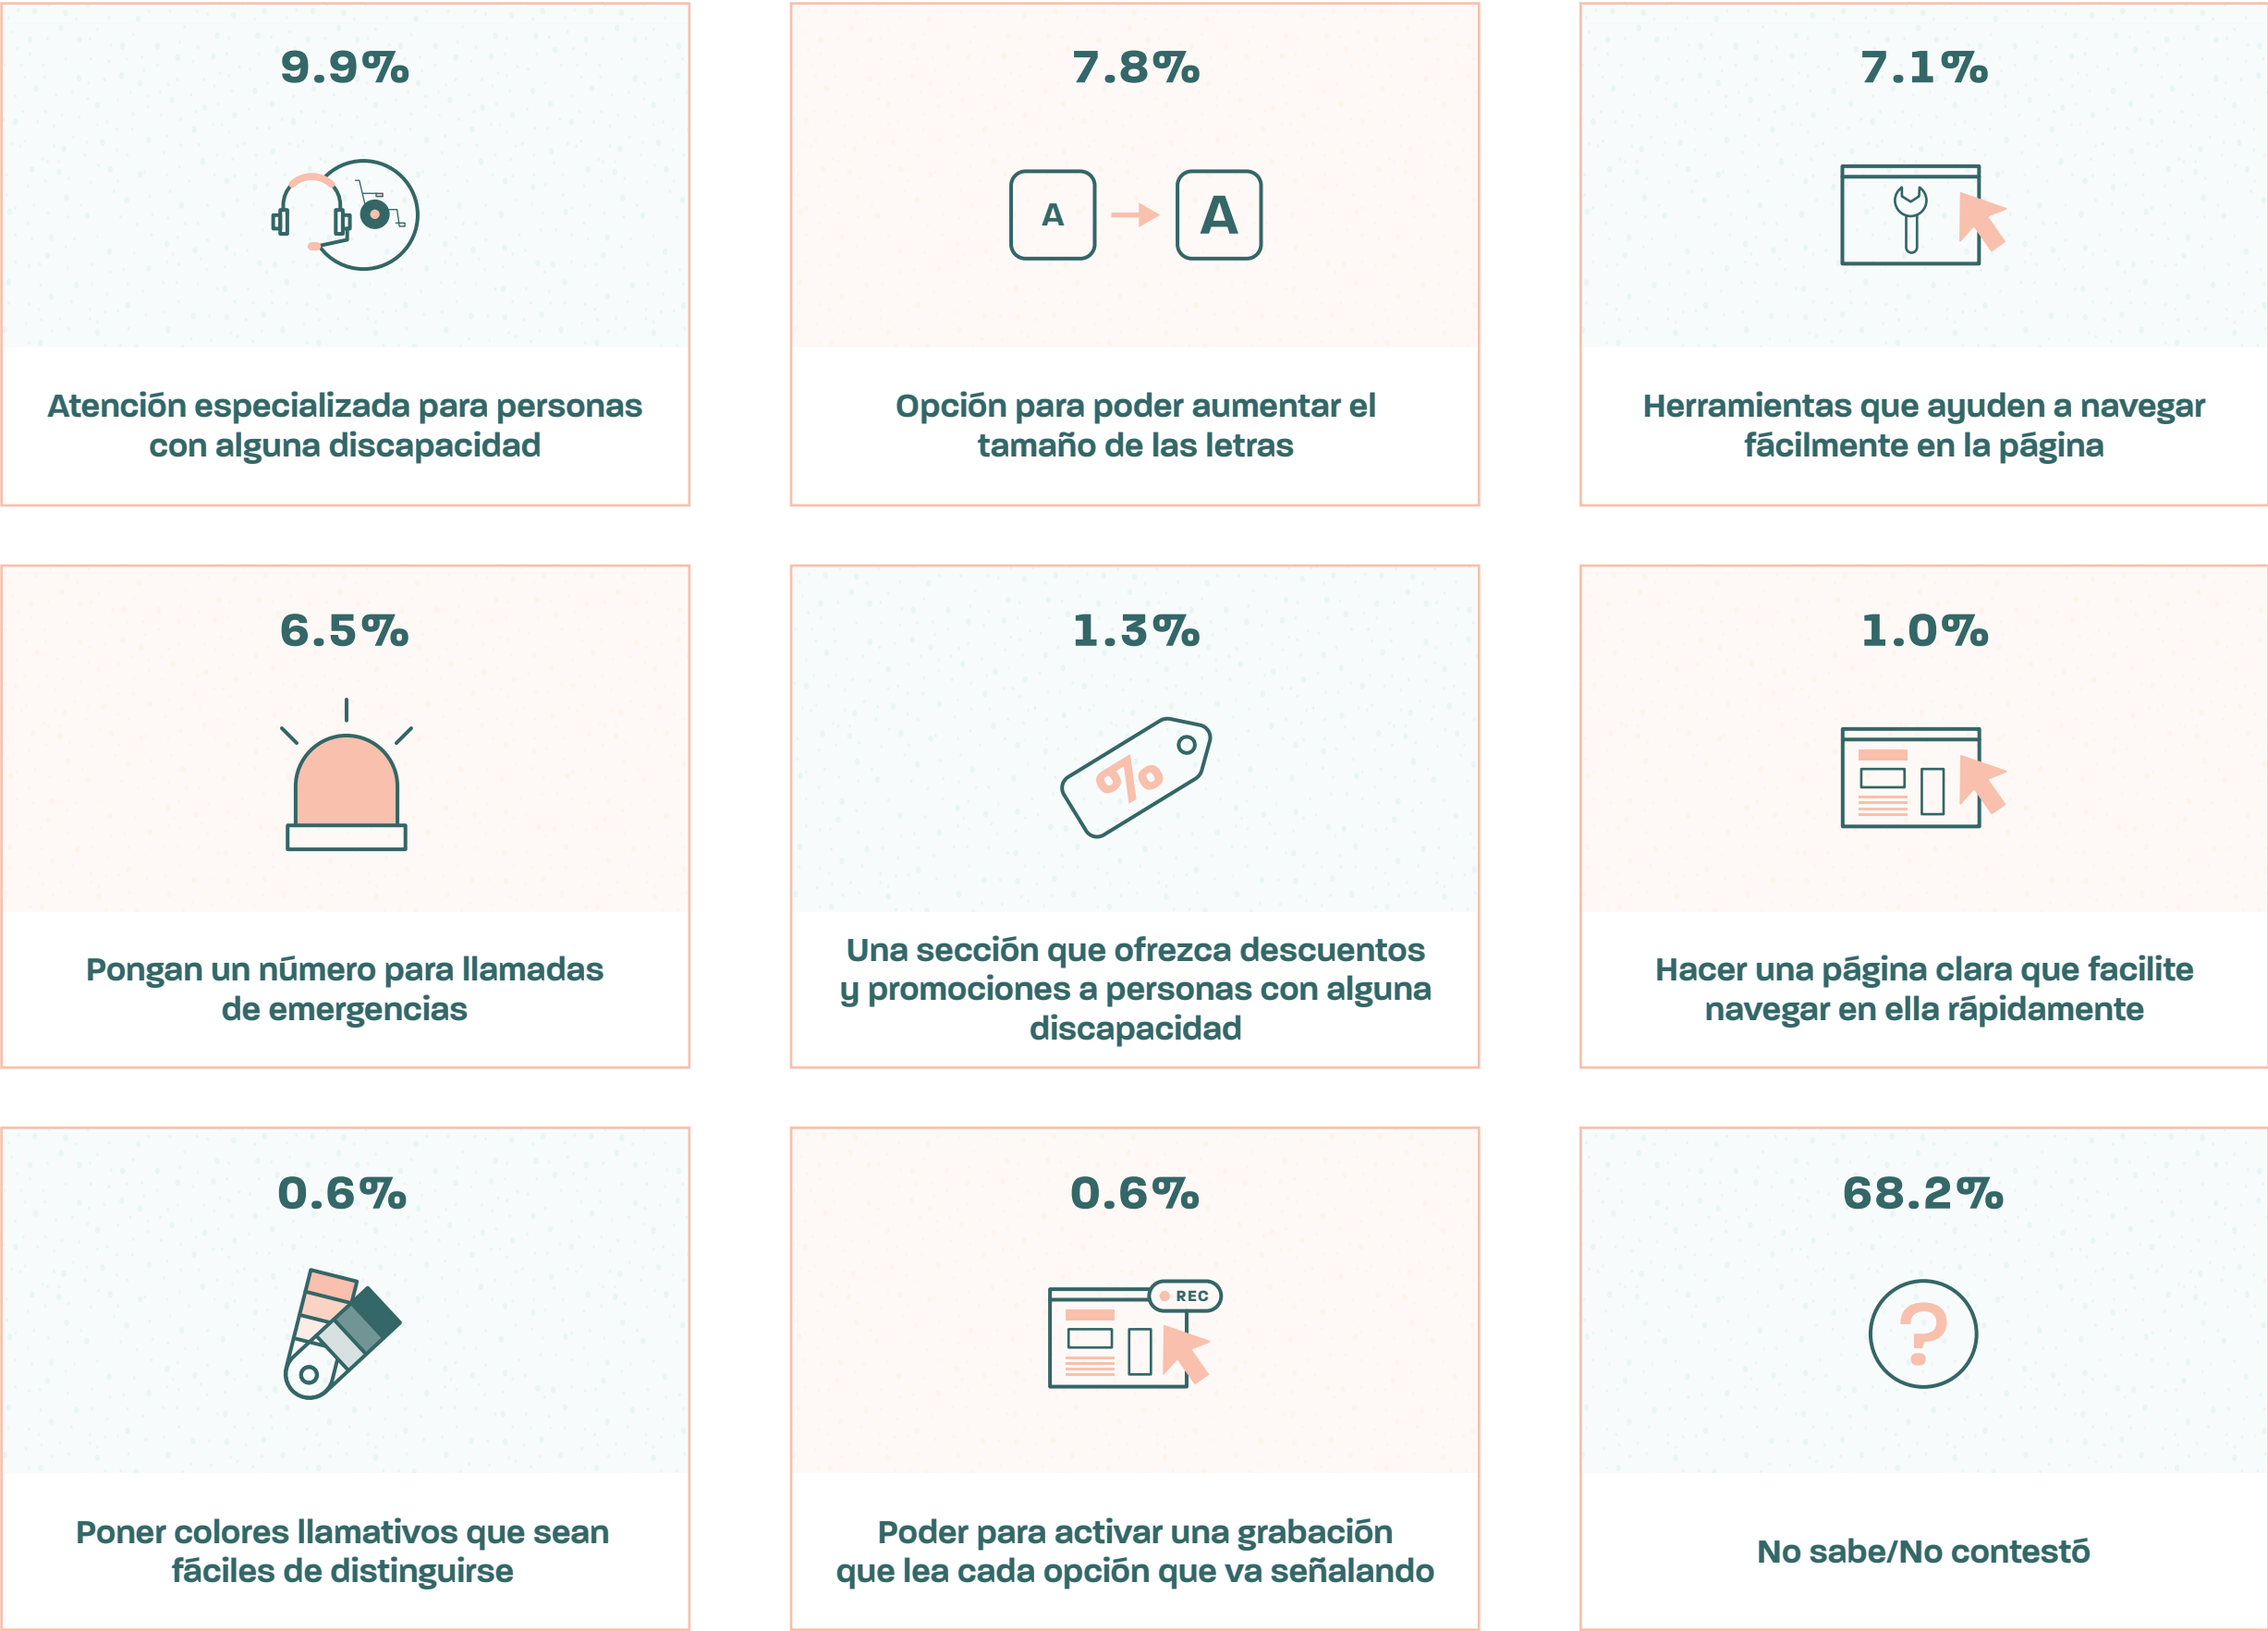 9.9%
A
A
Atención especializada para personas
con alguna discapacidad
7.8%
Opción para poder aumentar el
tamaño de las letras
7.1%
Herramientas que ayuden a navegar
fácilmente en la página
6.5%
Pongan un número para llamadas
de emergencias
1.3%
%
Una sección que ofrezca descuentos
y promociones a personas con alguna
discapacidad
1.0%
Hacer una página clara que facilite
navegar en ella rápidamente
0.6%
Poner colores llamativos que sean
fáciles de distinguirse
0.6%
REC
Poder para activar una grabación
que lea cada opción que va señalando
68.2%
?
No sabe/No contestó